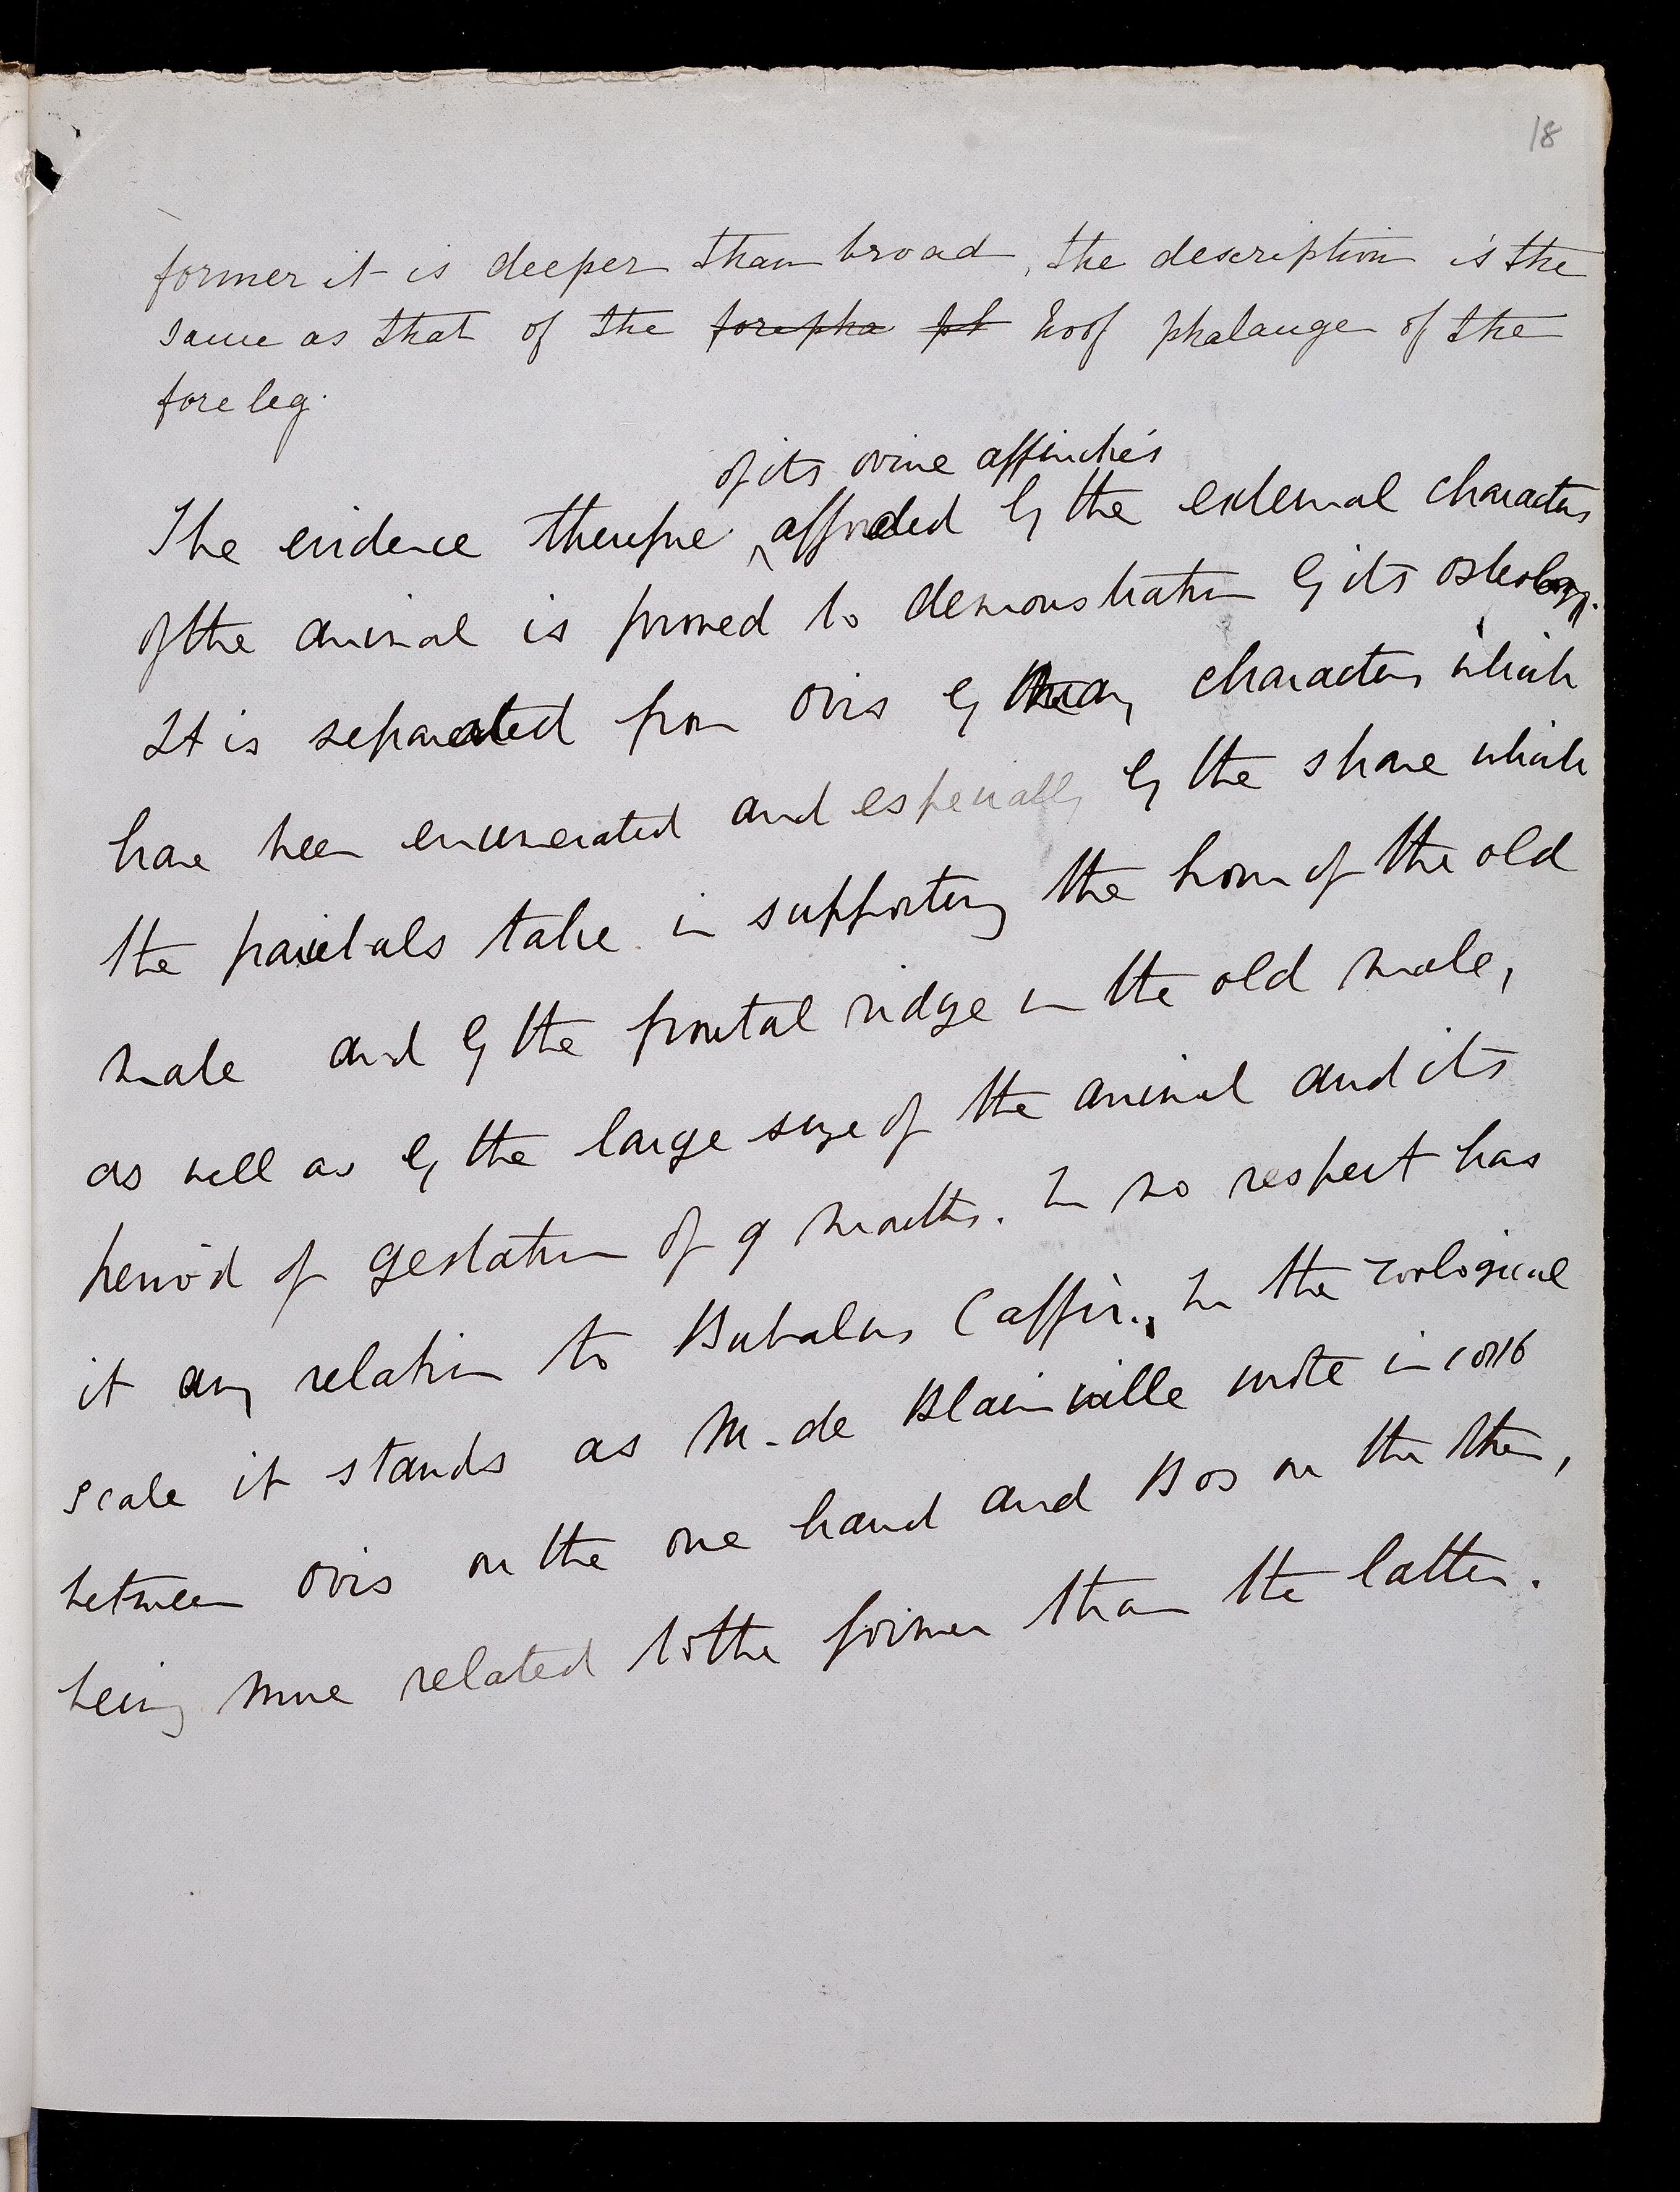 18
former it is deeper than broad, the description is the
same as that of the forepha ph hoof phalange of the
fore leg.
of its ovine affinities
The evidence therefore afforded by the external characters
of the animal is proved to demonstration by its osteology.
It is separated from Ovis by many characters which
have been enumerated and especially by the share which
the parietals take in supporting the horn of the old
male and by the frontal ridge in the old male,
as well as by the large size of the animal and its
period of gestation of 9 months. In no respect has
it any relation to Bubalus Caffir. In the zoological
scale it stands as M. de Blainville wrote in 1816
between Ovis on the one hand and Bos on the other,
being more related to the former than the latter.